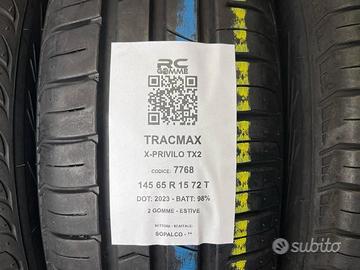 RC
GOMME
TRACMAX
X-PRIVILO TX2
CODICE: 7768
145 65 R 15 72 T
DOT: 2023 - BATT: 98%
2 GOMME - ESTIVE
SOPALCO - **
subito